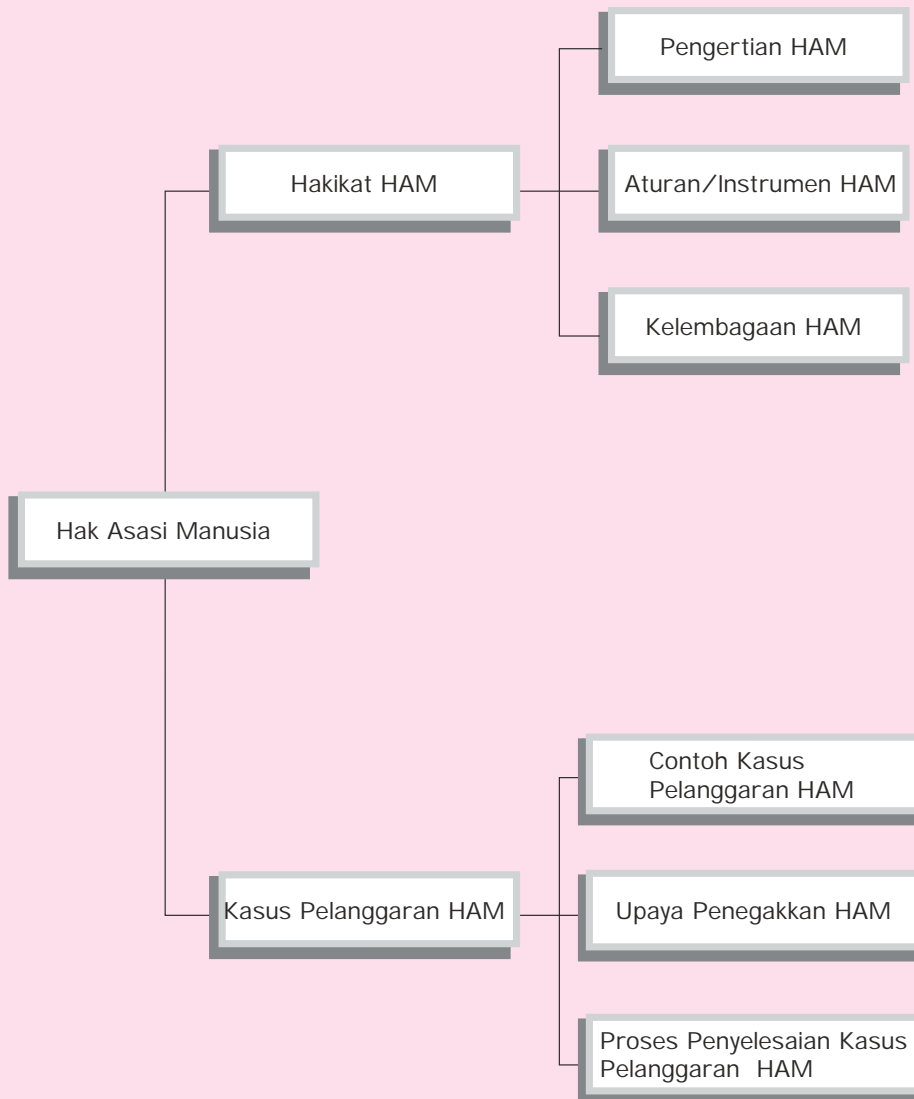 Pengertian HAM
Hakikat HAM
Aturan/Instrumen HAM
Kelembagaan HAM
Hak Asasi Manusia
Contoh Kasus
Pelanggaran HAM
Kasus Pelanggaran HAM
Upaya Penegakkan HAM
Proses Penyelesaian Kasus
Pelanggaran HAM